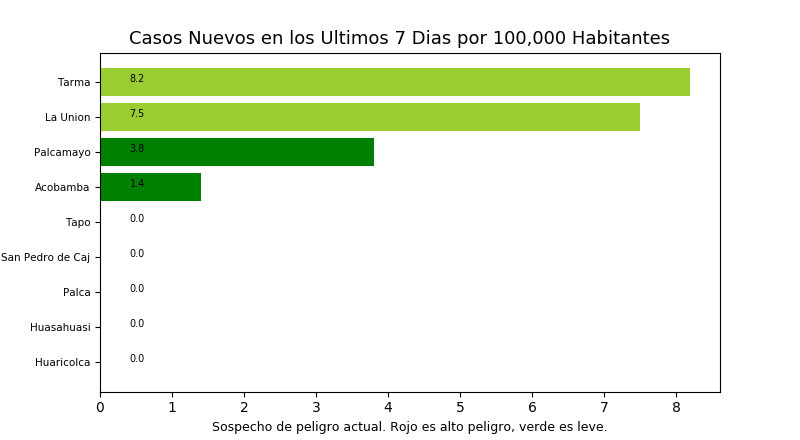 Casos Nuevos en los Ultimos 7 Dias por 100,000 Habitantes
Tarma 8.2
La Union 7.5
Palcamayo 3.8
Acobamba 1.4
Tapo 0.0
San Pedro de Caj 0.0
Palca 0.0
Huasahuasi 0.0
Huaricolca 0.0
0 1 2 3 4 5 6 7 8
Sospecho de peligro actual. Rojo es alto peligro, verde es leve.